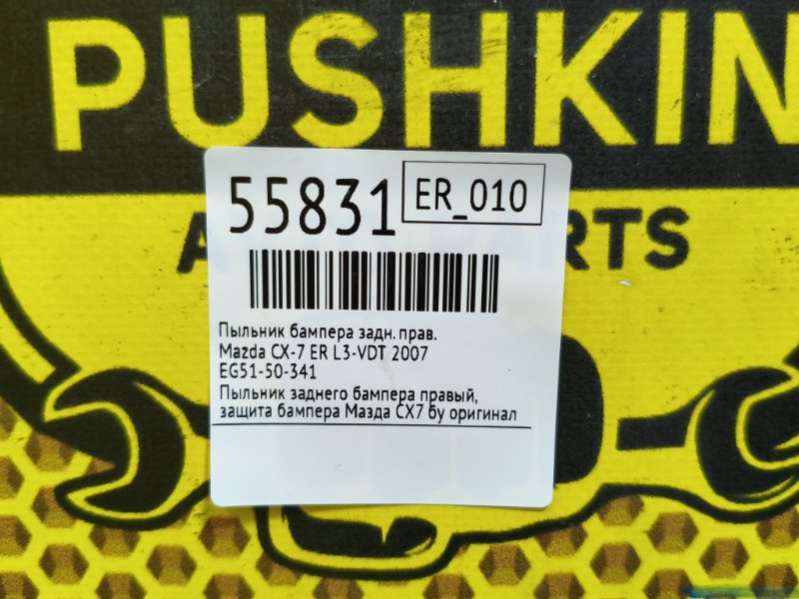 PUSHKIN
55831
ER_010
Пыльник бампера задн. прав.
Mazda CX-7 ER L3-VDT 2007
EG51-50-341
Пыльник заднего бампера правый,
защита бампера Мазда СХ7 бу оригинал